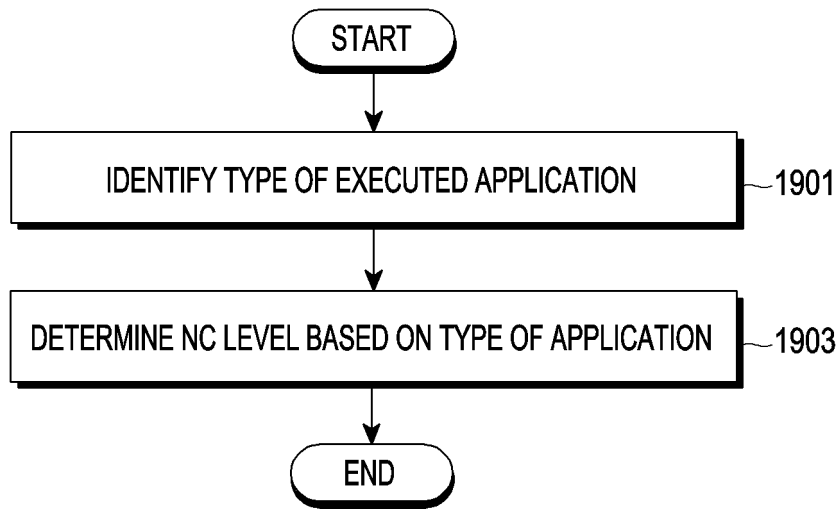 START
IDENTIFY TYPE OF EXECUTED APPLICATION
1901
DETERMINE NC LEVEL BASED ON TYPE OF APPLICATION
1903
END